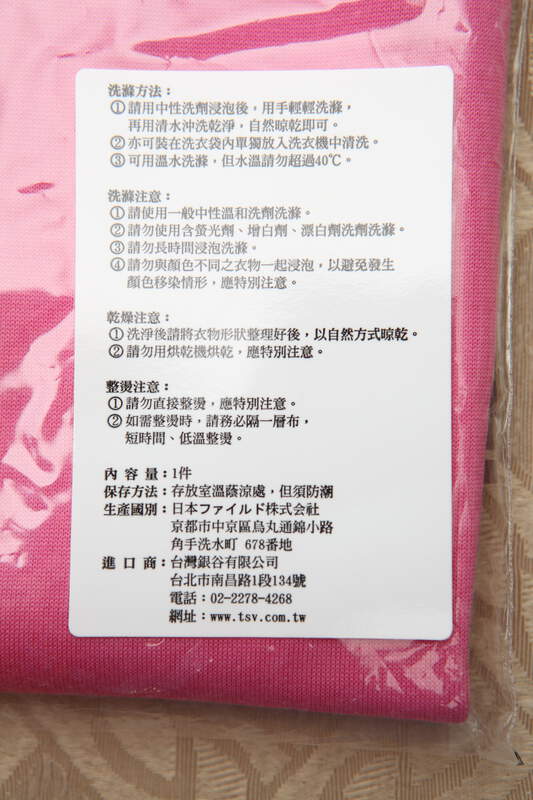 洗滌方法：
①請用中性洗劑浸泡後，用手輕輕洗滌，
再用清水沖洗乾淨，自然晾乾即可。
②亦可裝在洗衣袋內單獨放入洗衣機中清洗。
③可用溫水洗滌，但水溫請勿超過40℃。
洗滌注意：
①請使用一般中性溫和洗劑洗滌。
②請勿使用含螢光劑、增白劑、漂白劑洗劑洗滌。
③請勿長時間浸泡洗滌。
④請勿與顏色不同之衣物一起浸泡，以避免發生
顏色移染情形，應特別注意。
乾燥注意：
①洗淨後請將衣物形狀整理好後，以自然方式晾乾。
②請勿用烘乾機烘乾，應特別注意。
整燙注意：
①請勿直接整燙，應特別注意。
②如需整燙時，請務必隔一層布，
短時間、低溫整燙。
內容量：1件
保存方法：存放室溫蔭涼處，但須防潮
生產國別：日本ファイルド株式会社
京都市中京區烏丸通錦小路
角手洗水町 678番地
進口商：台灣銀谷有限公司
台北市南昌路1段134號
電話：02-2278-4268
網址：www.tsv.com.tw